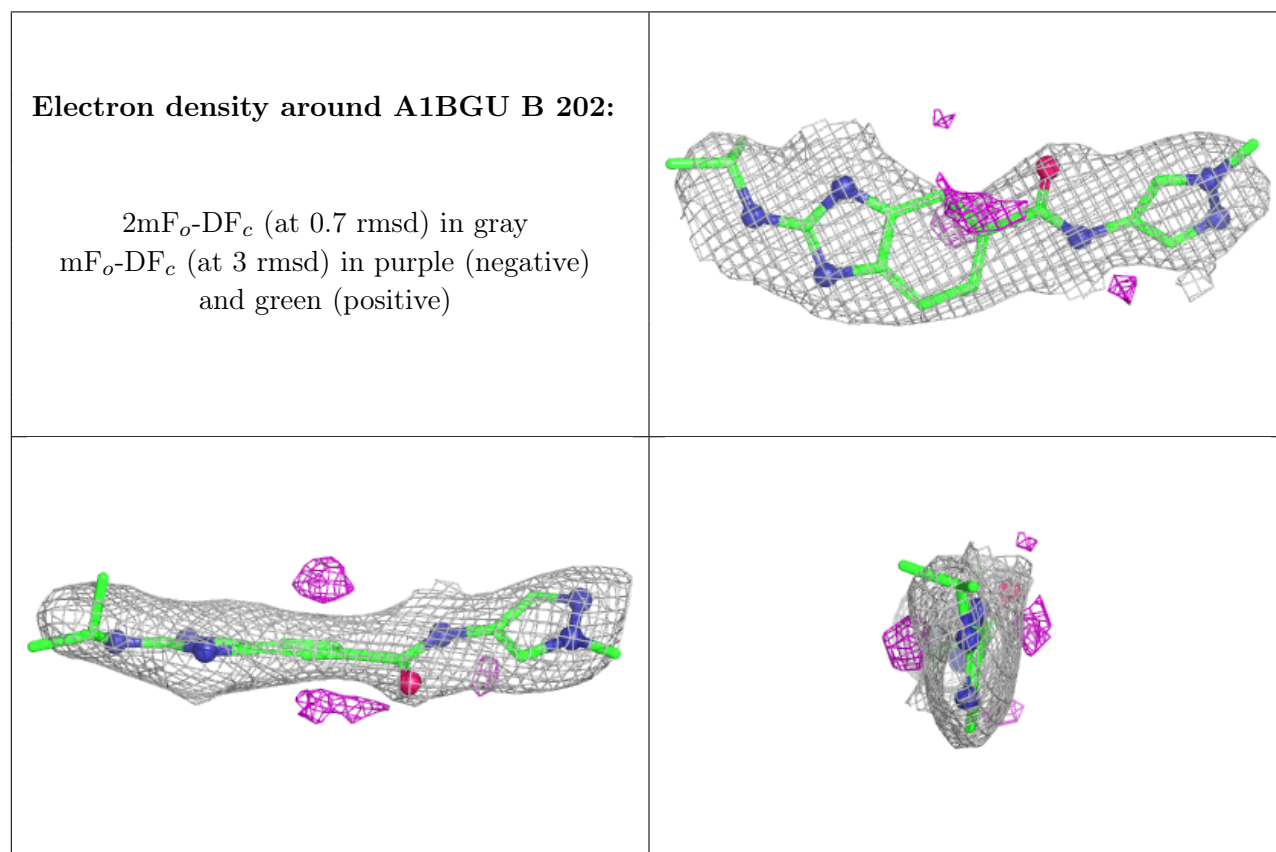 Electron density around A1BGU B 202:
2mFo-DFc (at 0.7 rmsd) in gray
mFo-DFc (at 3 rmsd) in purple (negative)
and green (positive)